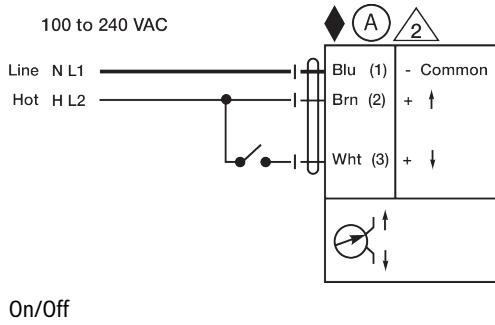 100 to 240 VAC
A
2
Line N L1
Blu (1) - Common
Hot H L2
Brn (2) +
Wht (3) +
On/Off